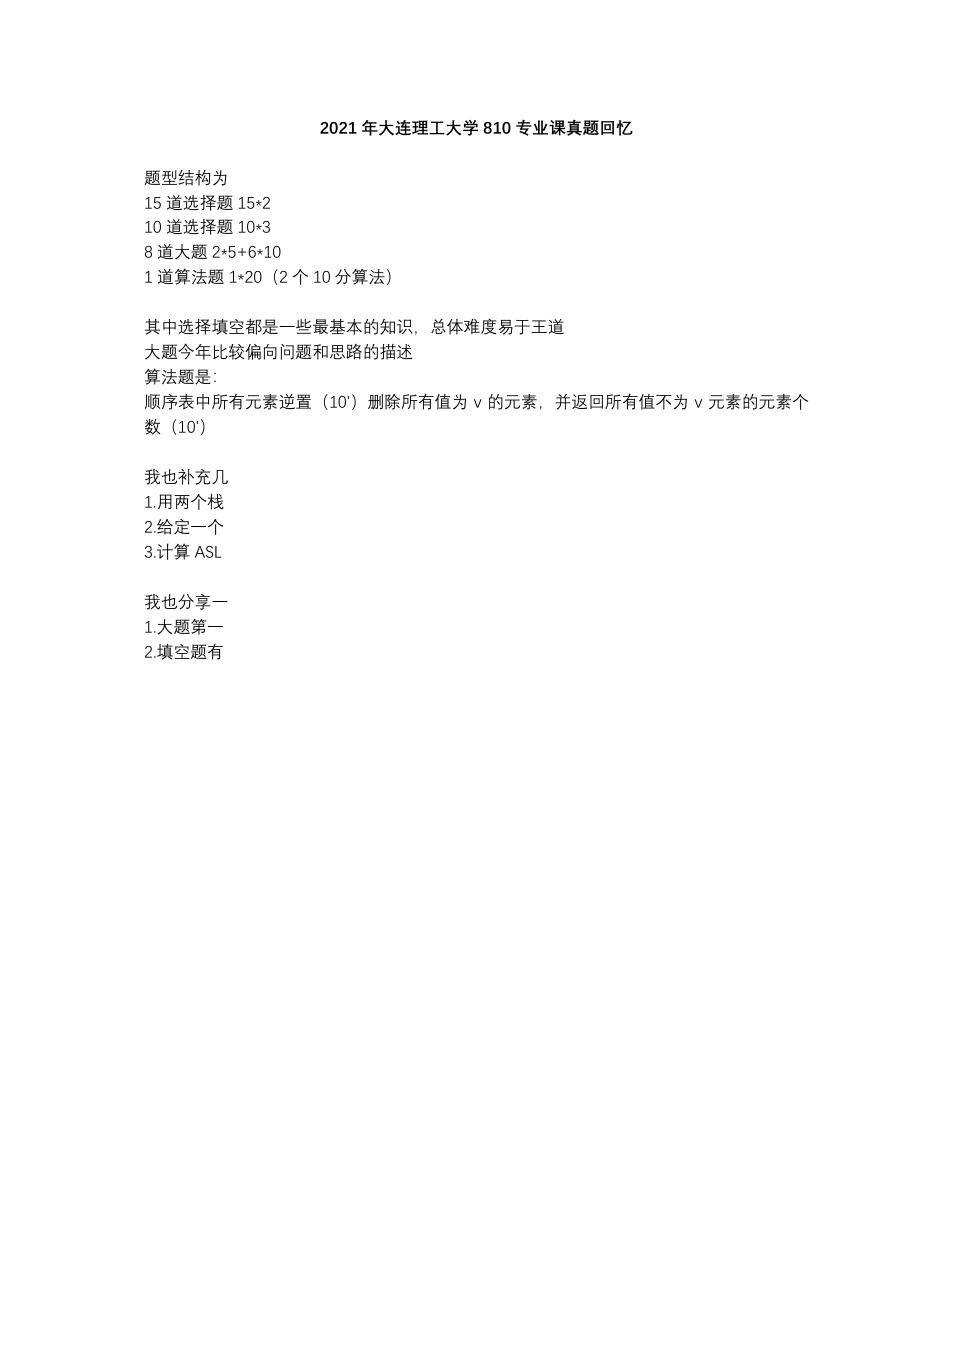 2021 年大连理工大学 810 专业课真题回忆
题型结构为
15 道选择题 15*2
10 道选择题 10*3
8 道大题 2*5+6*10
1 道算法题 1*20（2 个 10 分算法）
其中选择填空都是一些最基本的知识，总体难度易于王道
大题今年比较偏向问题和思路的描述
算法题是：
顺序表中所有元素逆置（10'）删除所有值为 v 的元素，并返回所有值不为 v 元素的元素个
数（10'）
我也补充几
1.用两个栈
2.给定一个
3.计算 ASL
我也分享一
1.大题第一
2.填空题有